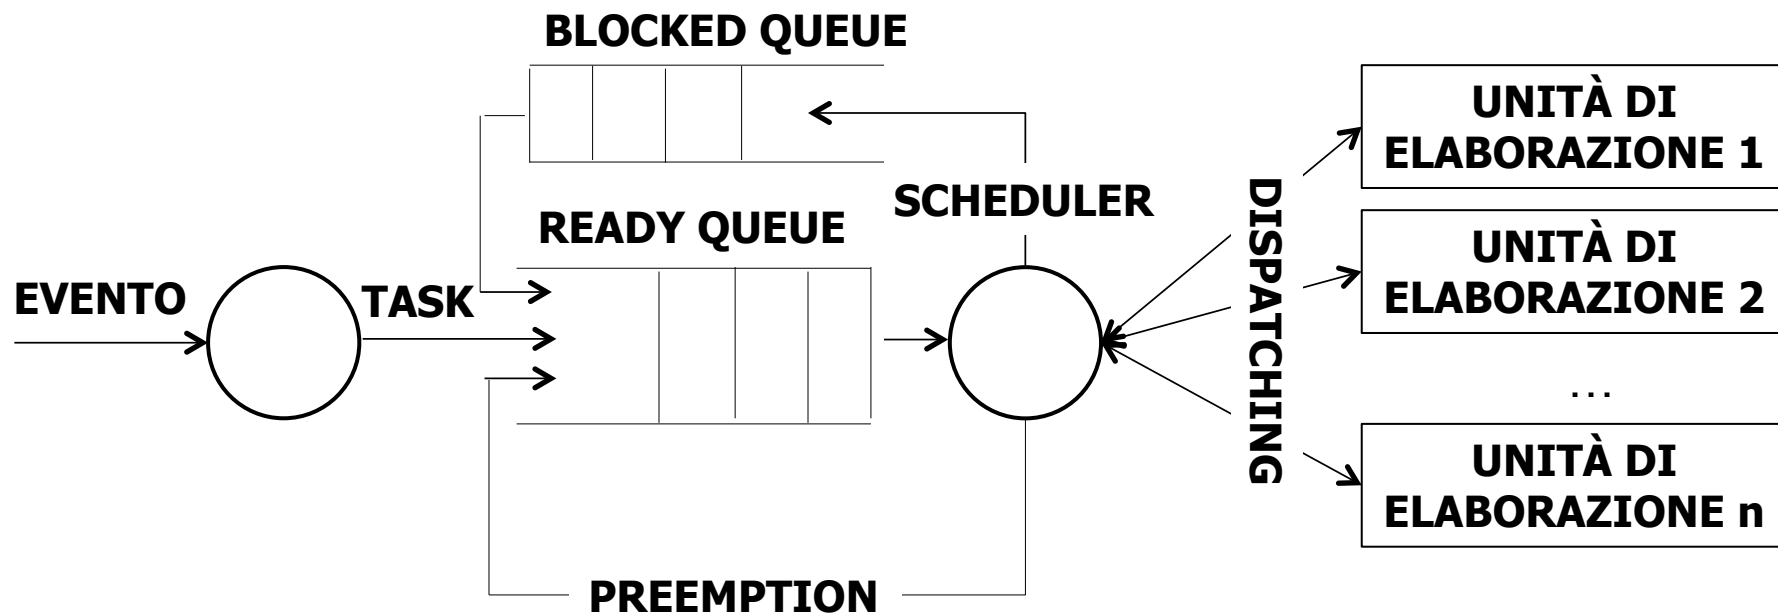 BLOCKED QUEUE
UNITÀ DI
ELABORAZIONE 1
SCHEDULER
DISPATCHING
READY QUEUE
UNITÀ DI
ELABORAZIONE 2
EVENTO
TASK
...
UNITÀ DI
ELABORAZIONE n
PREEMPTION